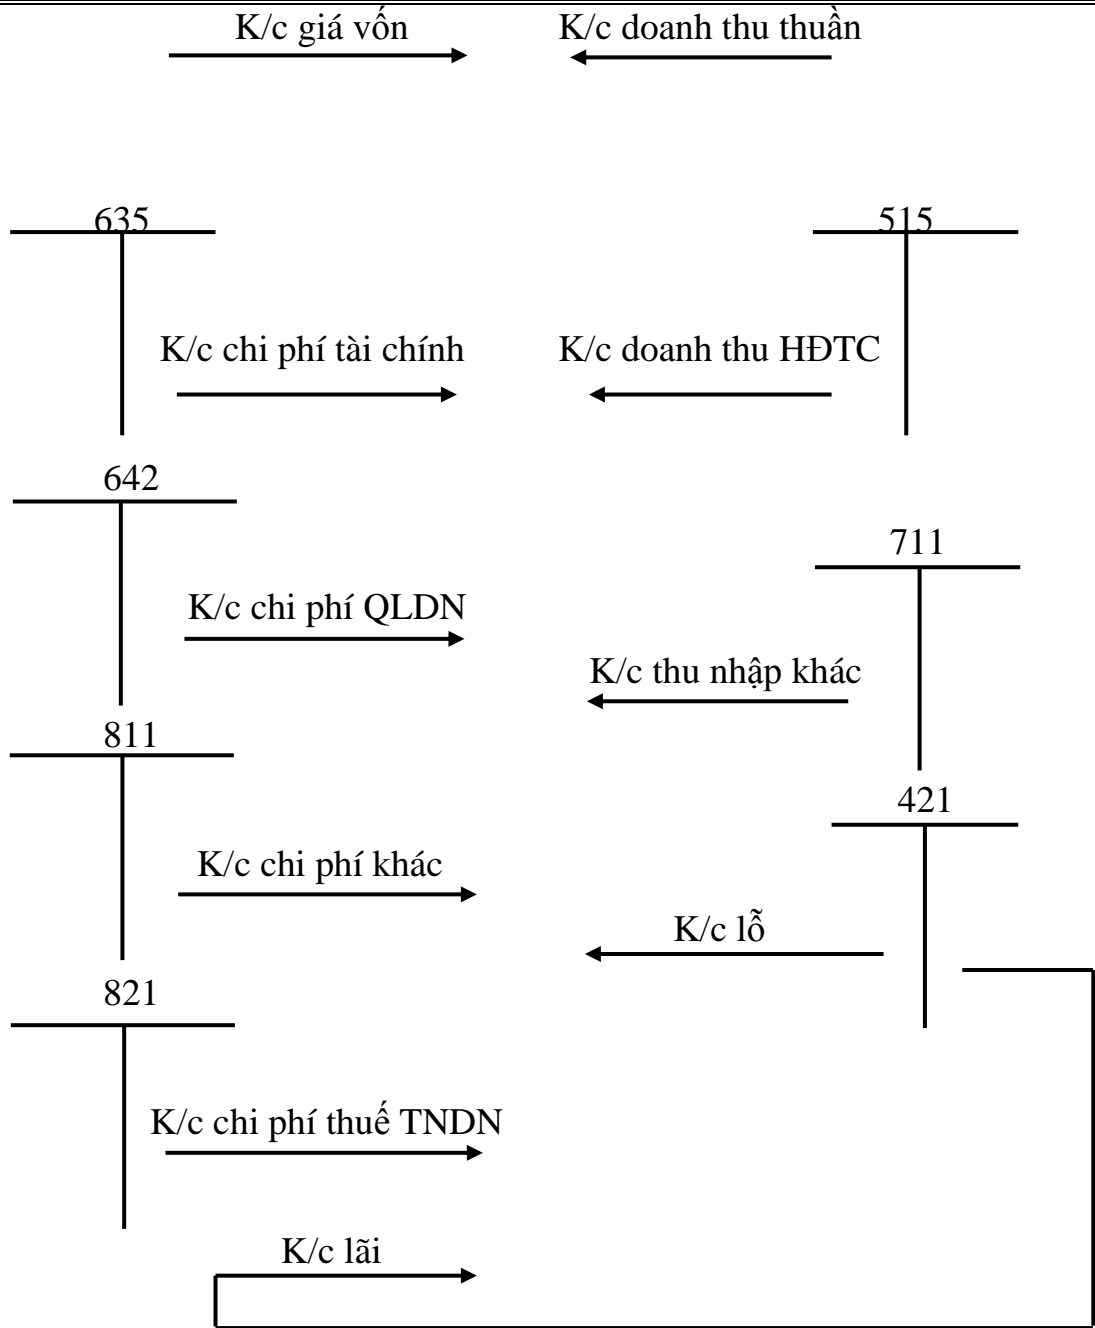 K/c giá vốn
K/c doanh thu thuần
635
515
K/c chi phí tài chính
K/c doanh thu HĐTC
642
711
K/c chi phí QLDN
K/c thu nhập khác
811
421
K/c chi phí khác
K/c lỗ
821
K/c chi phí thuế TNDN
K/c lãi